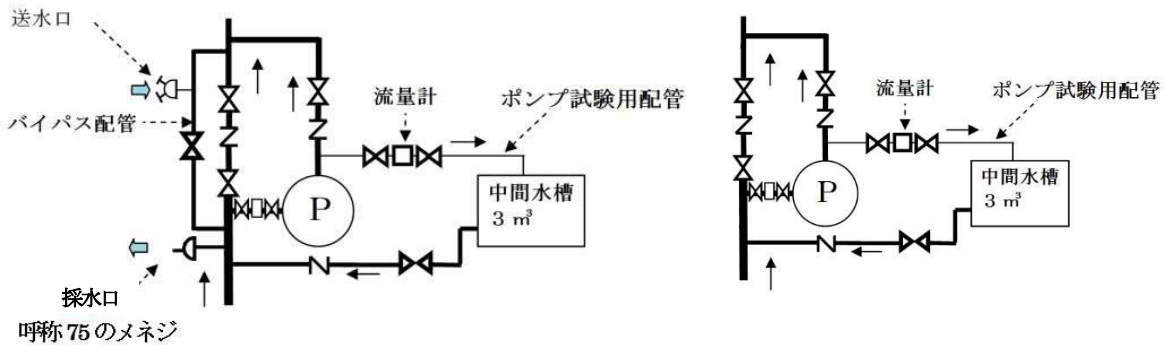 送水口
バイパス配管
流量計
ポンプ試験用配管
P
中間水槽
3 ㎥
採水口
呼称75のメネジ
流量計
ポンプ試験用配管
P
中間水槽
3 ㎥